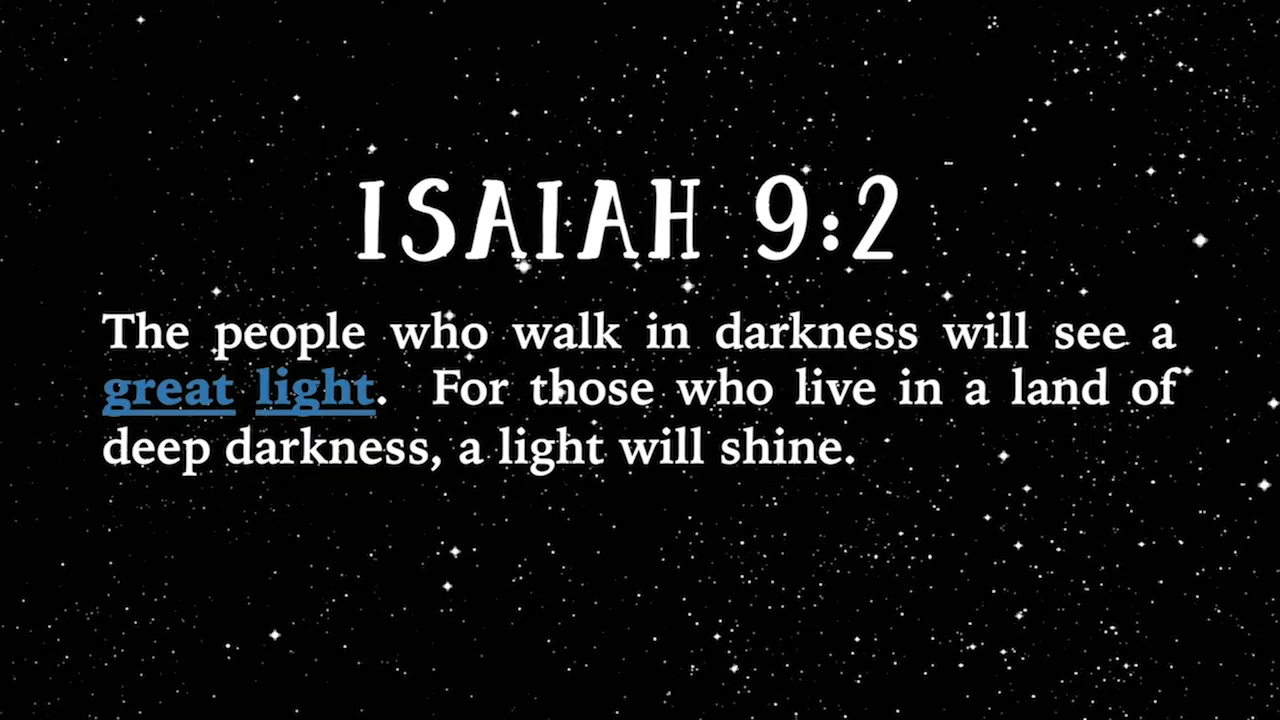 ISAIAH 9:2
The people who walk in darkness will see a
great light. For those who live in a land of
deep darkness, a light will shine.